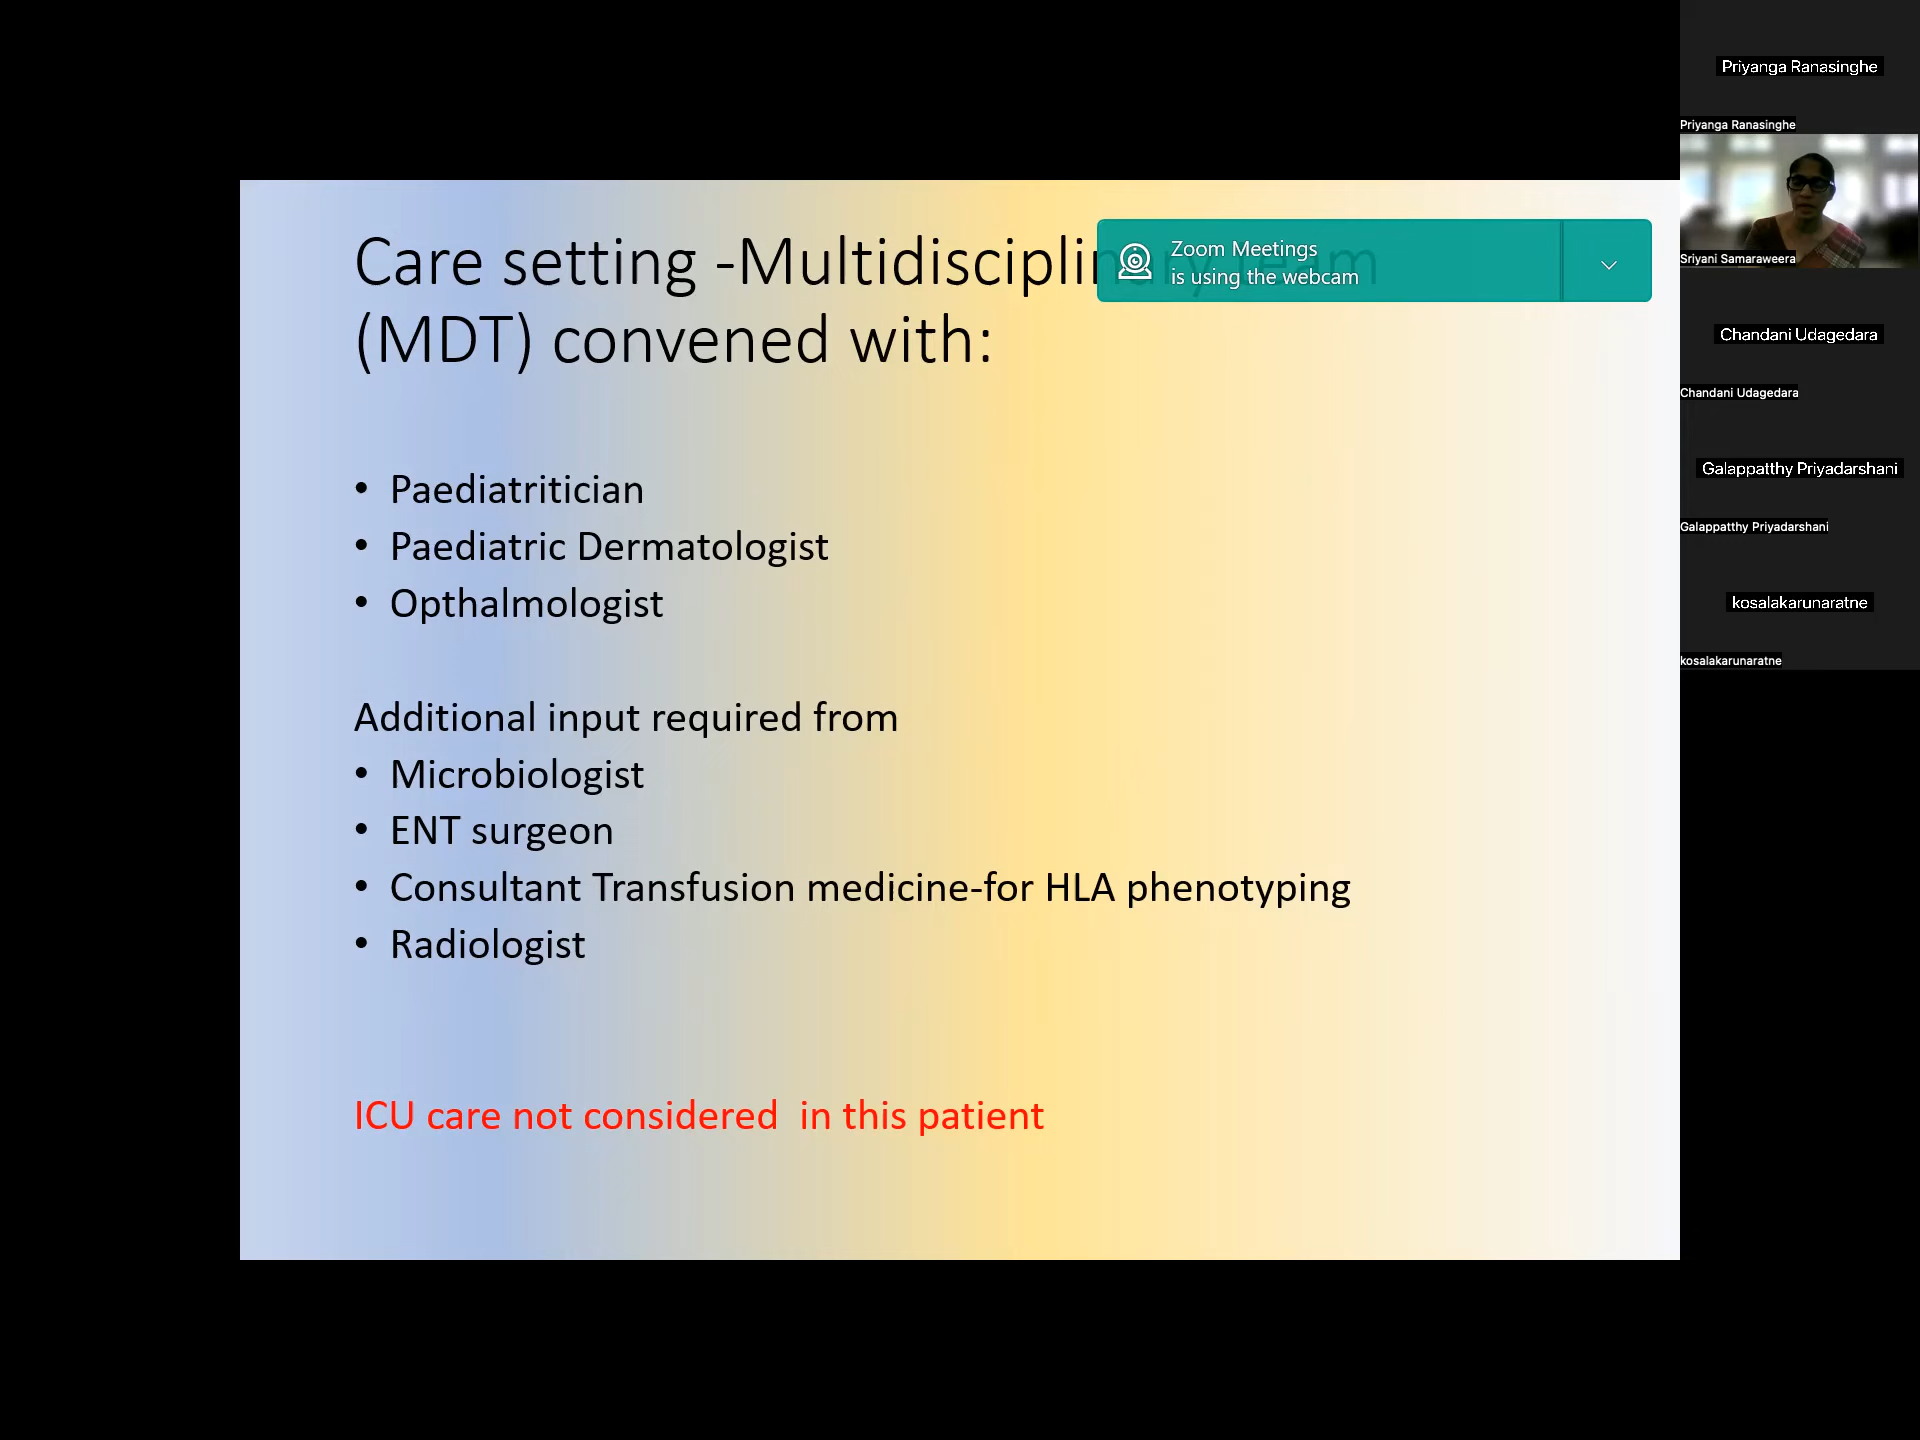 Care setting -Multidisciplin
(MDT) convened with:
• Paediatritician
• Paediatric Dermatologist
• Opthalmologist
Additional input required from
• Microbiologist
• ENT surgeon
• Consultant Transfusion medicine-for HLA phenotyping
• Radiologist
ICU care not considered in this patient
Zoom Meetings
is using the webcam
Priyanga Ranasinghe
Priyanga Ranasinghe
Sriyani Samaraweera
Chandani Udagedara
Chandani Udagedara
Galappatthy Priyadarshani
Galappatthy Priyadarshani
kosalakarunaratne
kosalakarunaratne